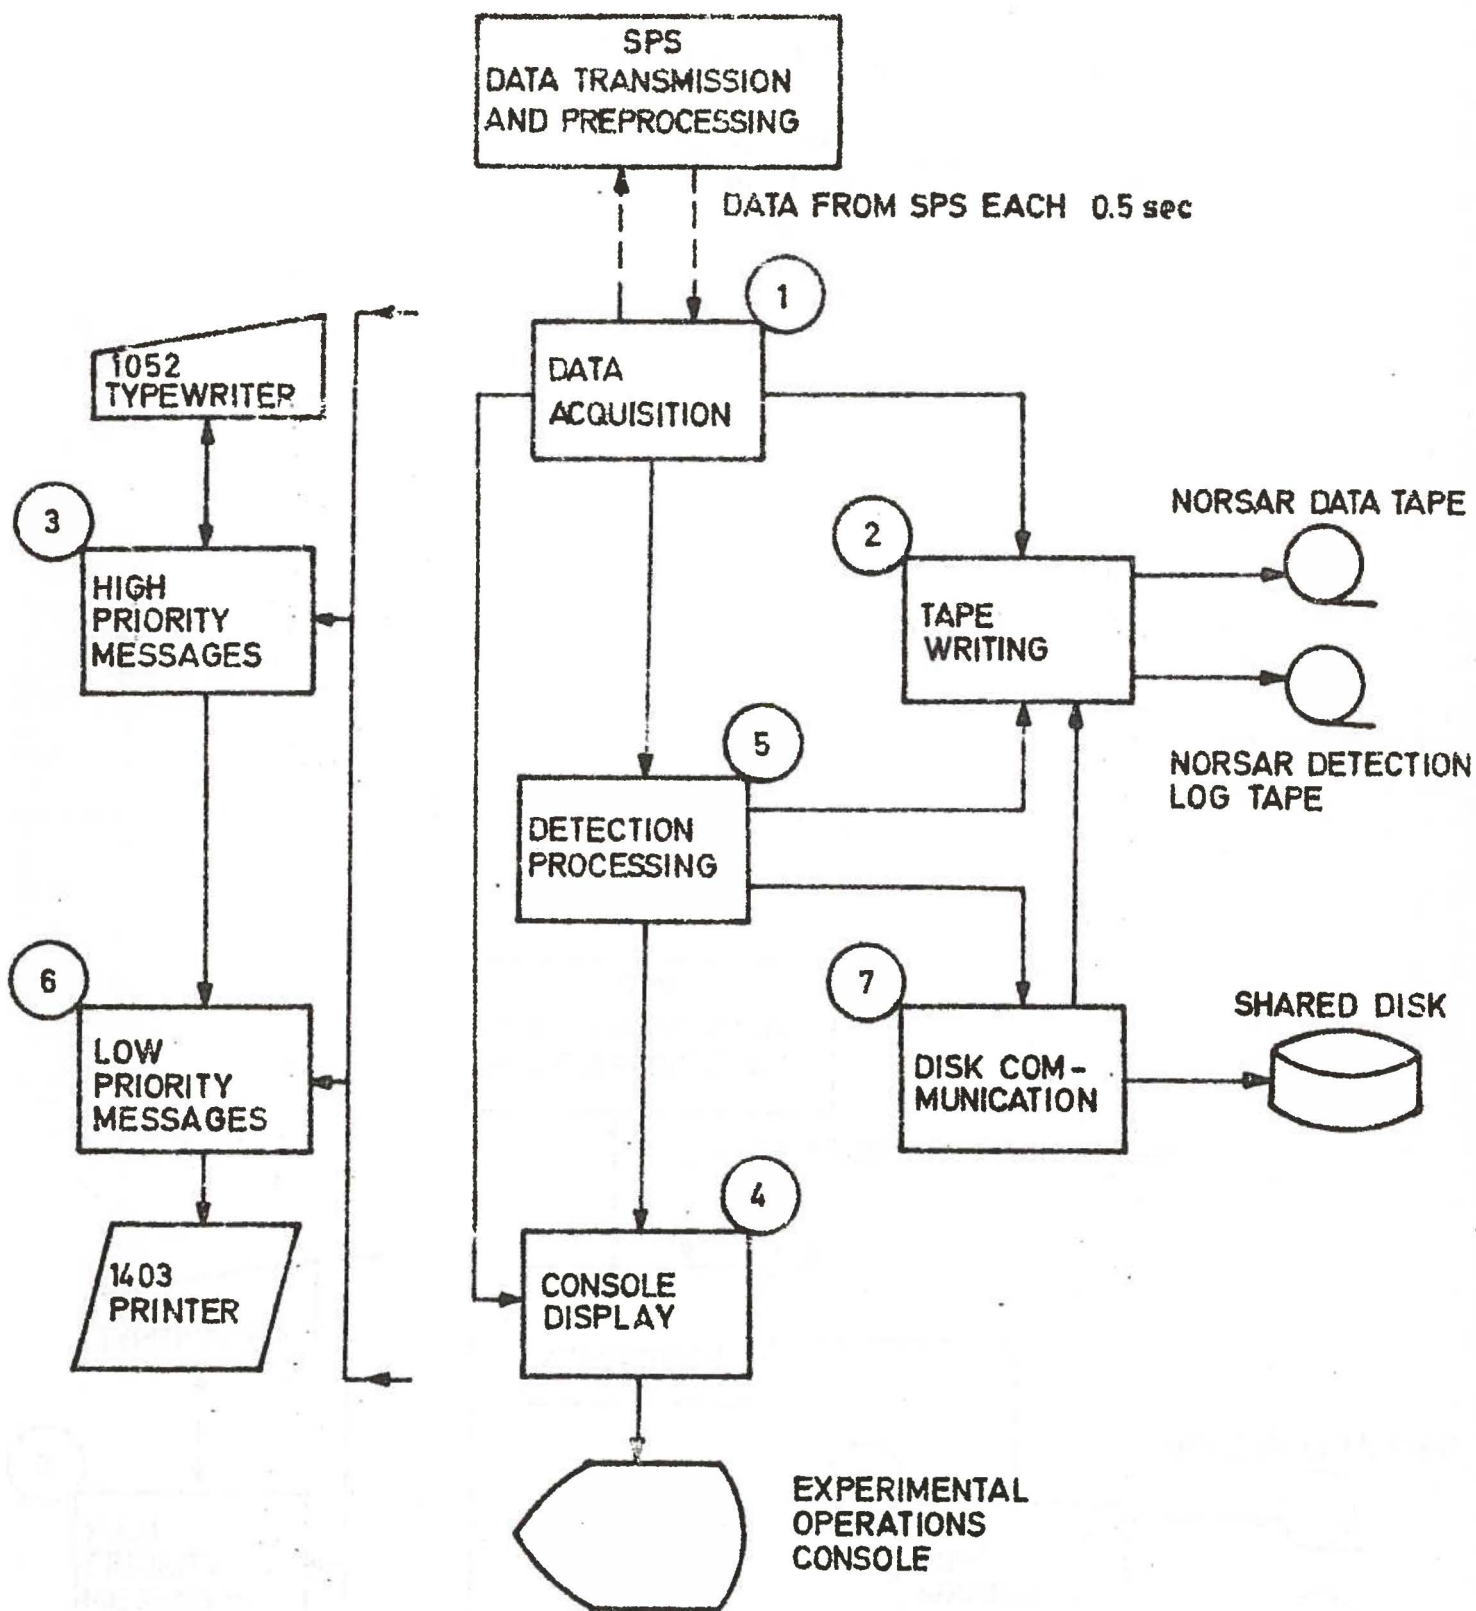 SPS
DATA TRANSMISSION
AND PREPROCESSING
DATA FROM SPS EACH 0.5 sec
1
DATA
ACQUISITION
1052
TYPEWRITER
3
HIGH
PRIORITY
MESSAGES
2
TAPE
WRITING
NORSAR DATA TAPE
NORSAR DETECTION
LOG TAPE
5
DETECTION
PROCESSING
6
LOW
PRIORITY
MESSAGES
7
DISK COM-
MUNICATION
SHARED DISK
4
CONSOLE
DISPLAY
1403
PRINTER
EXPERIMENTAL
OPERATIONS
CONSOLE